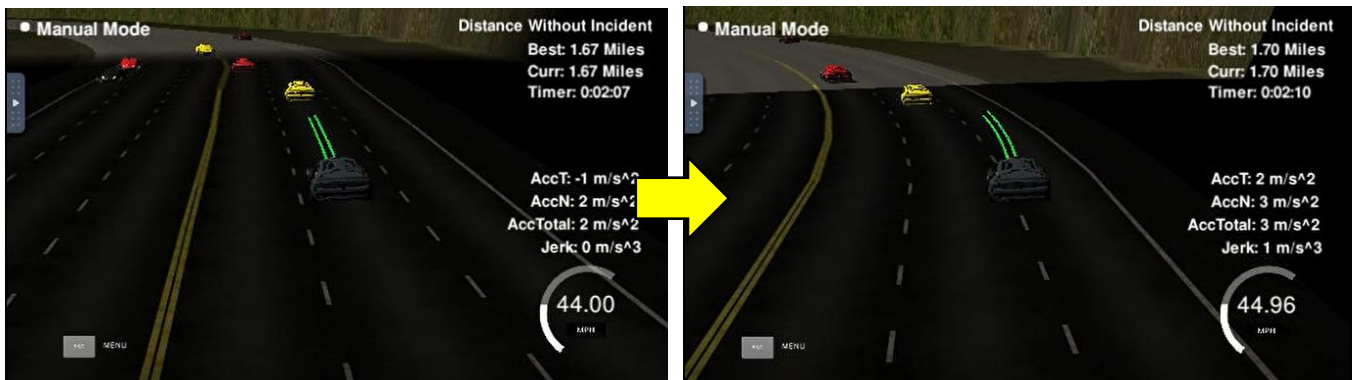 Manual Mode
Distance Without Incident
Best: 1.67 Miles
Curr: 1.67 Miles
Timer: 0:02:07
AccT: -1 m/s^2
AccN: 2 m/s^2
AccTotal: 2 m/s^2
Jerk: 0 m/s^3
44.00
MPH
MENU
Manual Mode
Distance Without Incident
Best: 1.70 Miles
Curr: 1.70 Miles
Timer: 0:02:10
AccT: 2 m/s^2
AccN: 3 m/s^2
AccTotal: 3 m/s^2
Jerk: 1 m/s^3
44.96
MPH
MENU